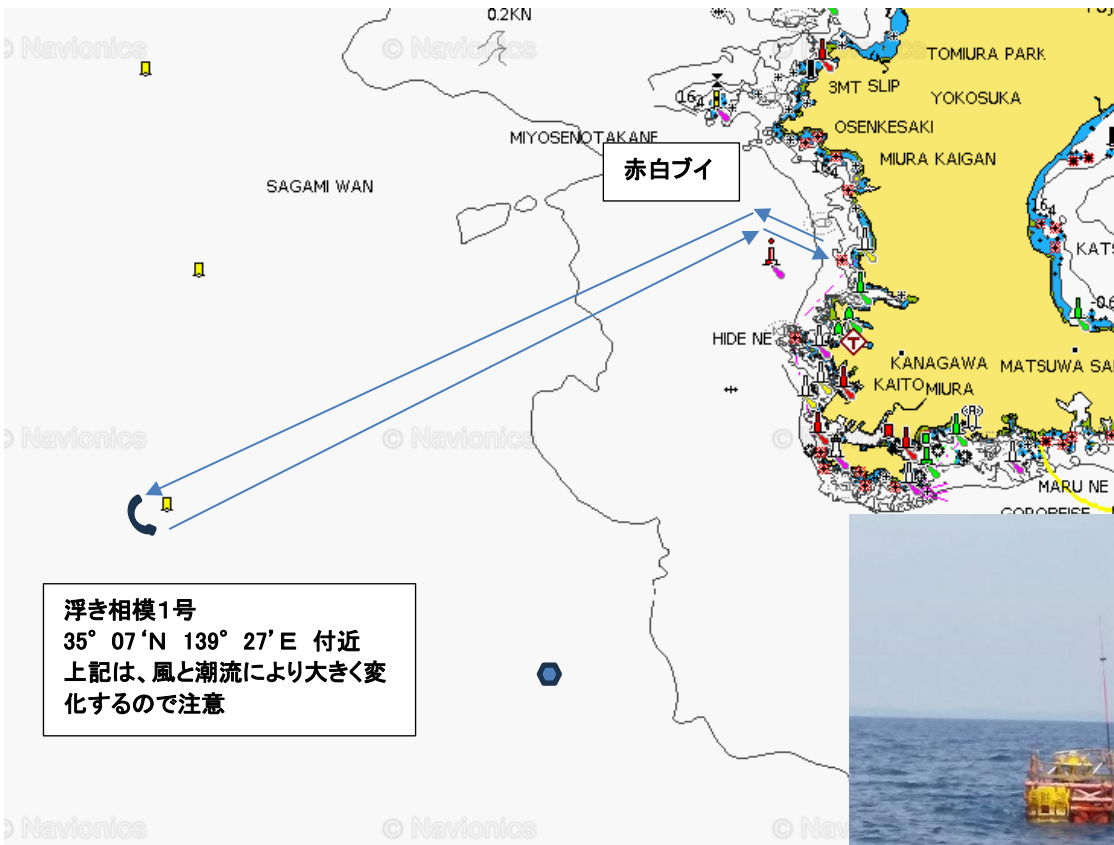 0.2KN
© Navionics
© Navionics
TOMIURA PARK
3MT SLIP
YOKOSUKA
16₄
OSENKESAKI
MIYOSENOTAKANE
MIURA KAIGAN
赤白ブイ
16₄
SAGAMI WAN
16₄
HIDE NE
KANAGAWA
KAITO
MIURA
© Navionics
© Navionics
MARU NE
浮き相模1号
35° 07‘N 139° 27’E 付近
上記は、風と潮流により大きく変
化するので注意
© Navionics
© Navionics